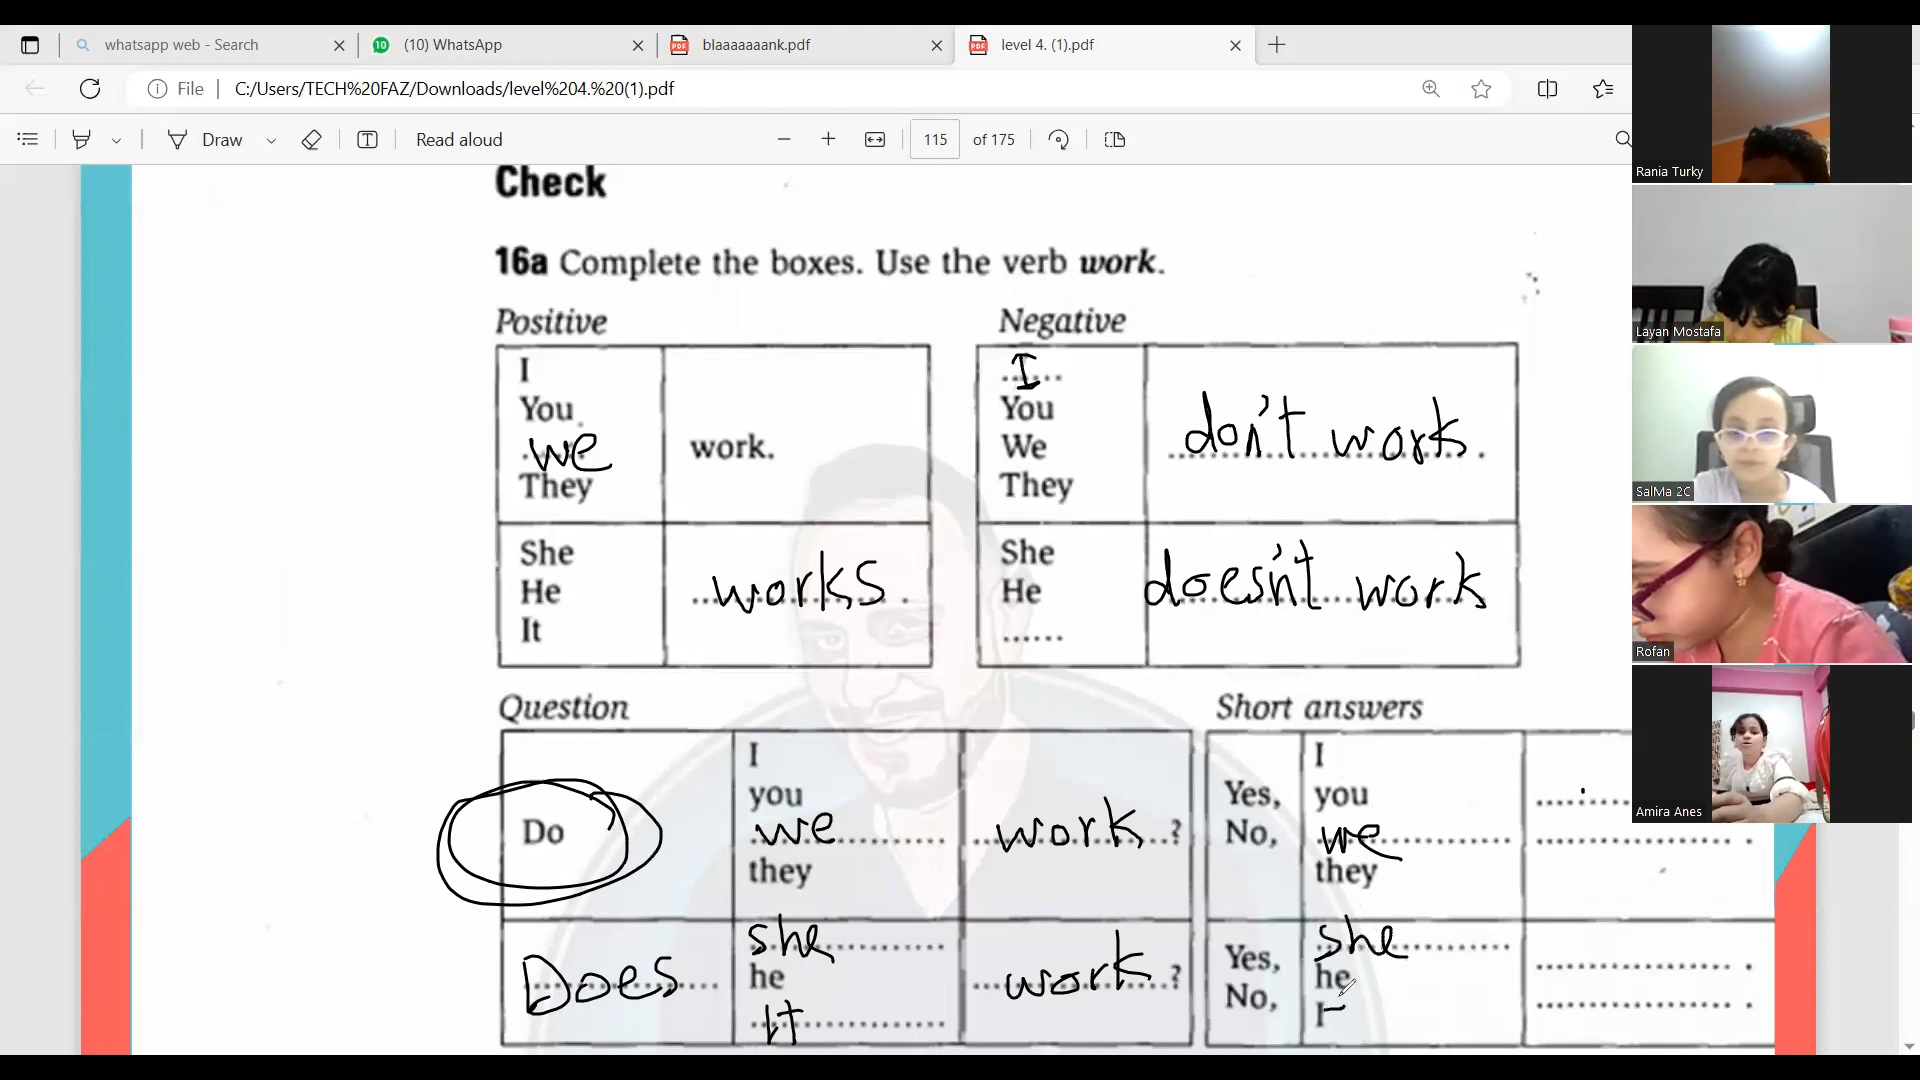 whatsapp web - Search
(10) WhatsApp
blaaaaaaank.pdf
level 4. (1).pdf
File
C:/Users/TECH%20FAZ/Downloads/level%204.%20(1).pdf
Draw
Read aloud
115
of 175
Check
16a Complete the boxes. Use the verb work.
Positive
I
You
we
They
work.
She
He
It
works .
Negative
I
You
We
They
don't work .
She
He
......
doesn't work
Question
Do
I
you
we
they
work ?
Does
she
he
It
work ?
Short answers
Yes,
No,
I
you
we
they
Yes,
No,
she
he
Rania Turky
Layan Mostafa
SalMa 2C
Rofan
Amira Anes